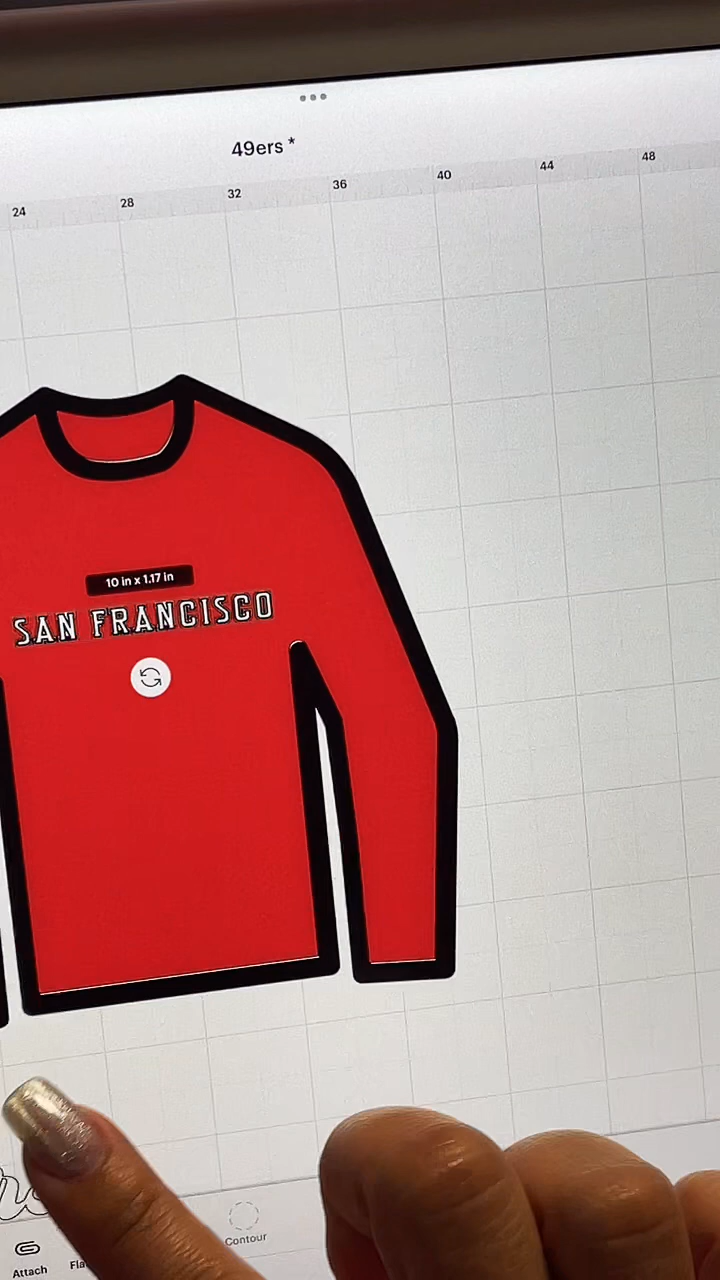 49ers *
24 28 32 36 40 44 48
10 in x 1.17 in
SAN FRANCISCO
Contour
Attach